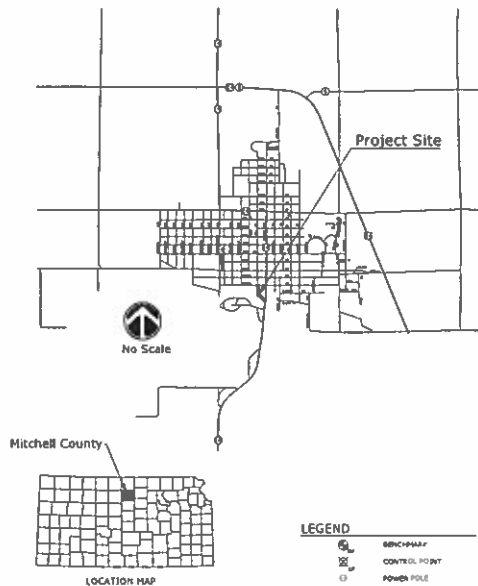 Project Site
No Scale
Mitchell County
LOCATION MAP
LEGEND
BENCHMARK
CONTROL POINT
POWER POLE